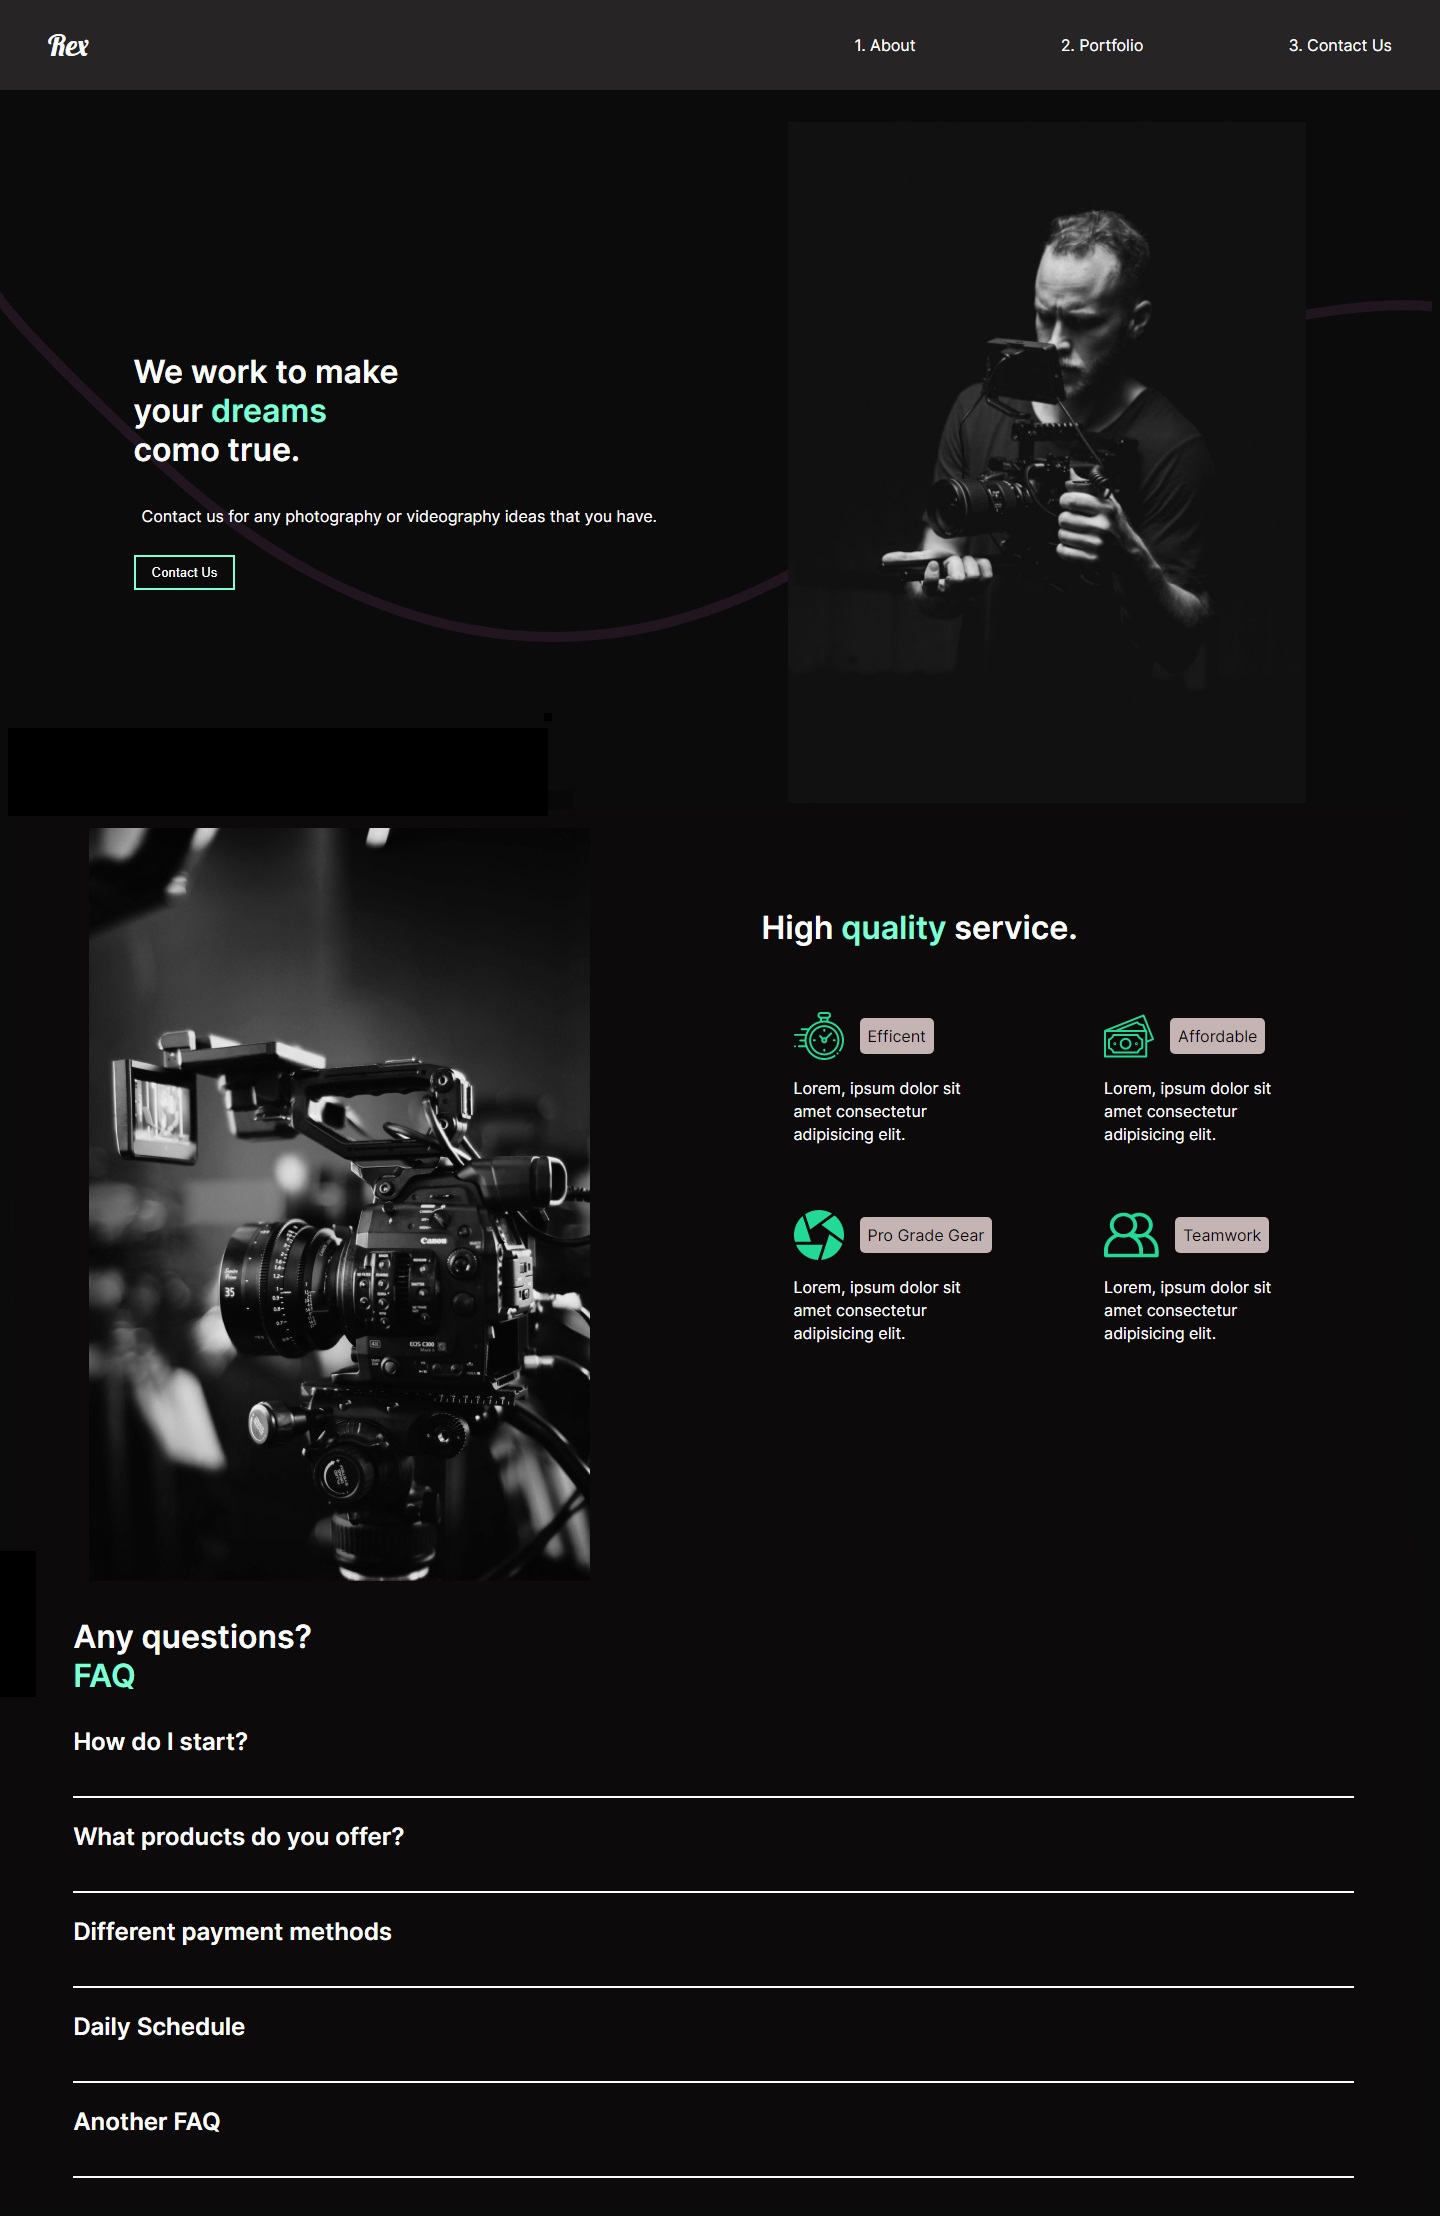 Rex
1. About
2. Portfolio
3. Contact Us
We work to make
your dreams
como true.
Contact us for any photography or videography ideas that you have.
Contact Us
High quality service.
Efficent
Lorem, ipsum dolor sit
amet consectetur
adipisicing elit.
Affordable
Lorem, ipsum dolor sit
amet consectetur
adipisicing elit.
Canon
35
EOS C300
Pro Grade Gear
Lorem, ipsum dolor sit
amet consectetur
adipisicing elit.
Teamwork
Lorem, ipsum dolor sit
amet consectetur
adipisicing elit.
Any questions?
FAQ
How do I start?
What products do you offer?
Different payment methods
Daily Schedule
Another FAQ